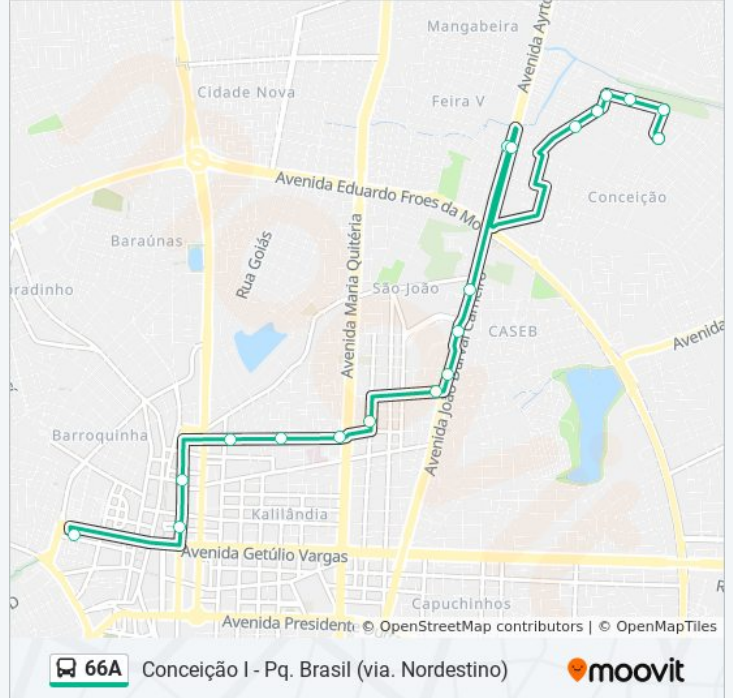 Mangabeira
Avenida Ayrto
Cidade Nova
Feira V
Avenida Eduardo Froes da Mo
Conceição
Baraúnas
Rua Goiás
Avenida Maria Quitéria
oradinho
São João
Avenida João Durval Carneiro
CASEB
Avenida
Barroquinha
Kalilândia
Avenida Getúlio Vargas
Capuchinhos
Avenida President
© OpenStreetMap contributors | © OpenMapTiles
66A Conceição I - Pq. Brasil (via. Nordestino)
moovit